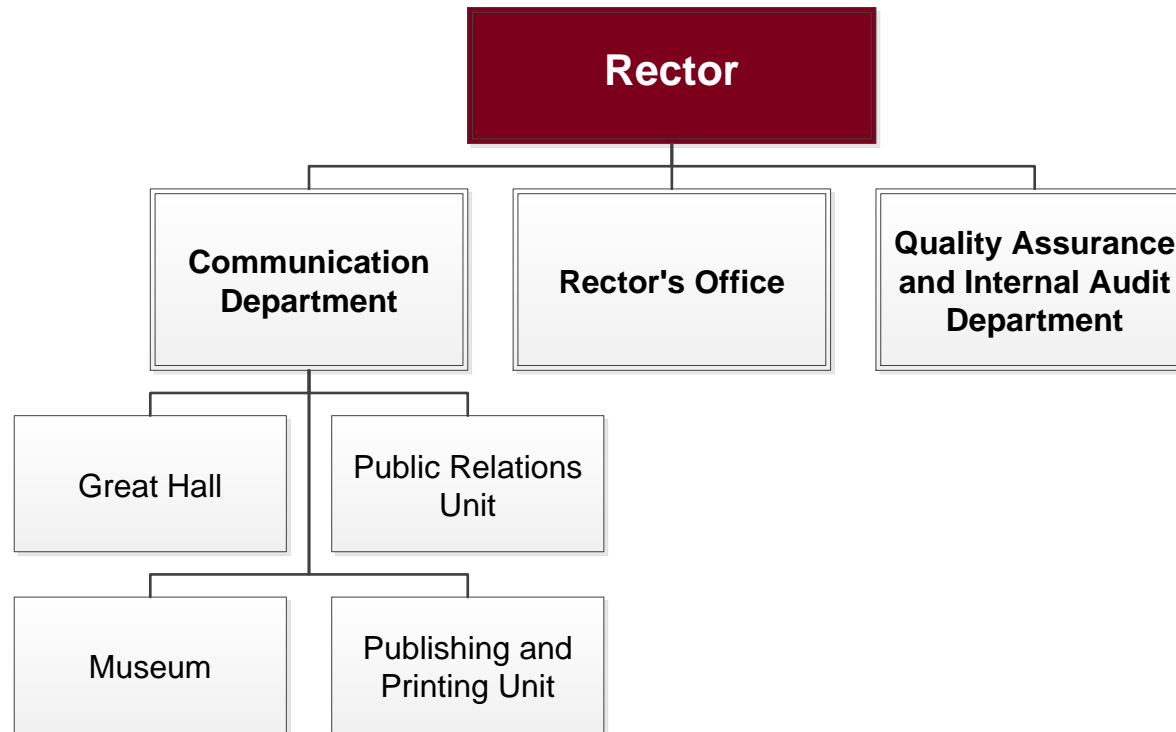 Rector
Communication
Department
Rector's Office
Quality Assurance
and Internal Audit
Department
Great Hall
Public Relations
Unit
Museum
Publishing and
Printing Unit